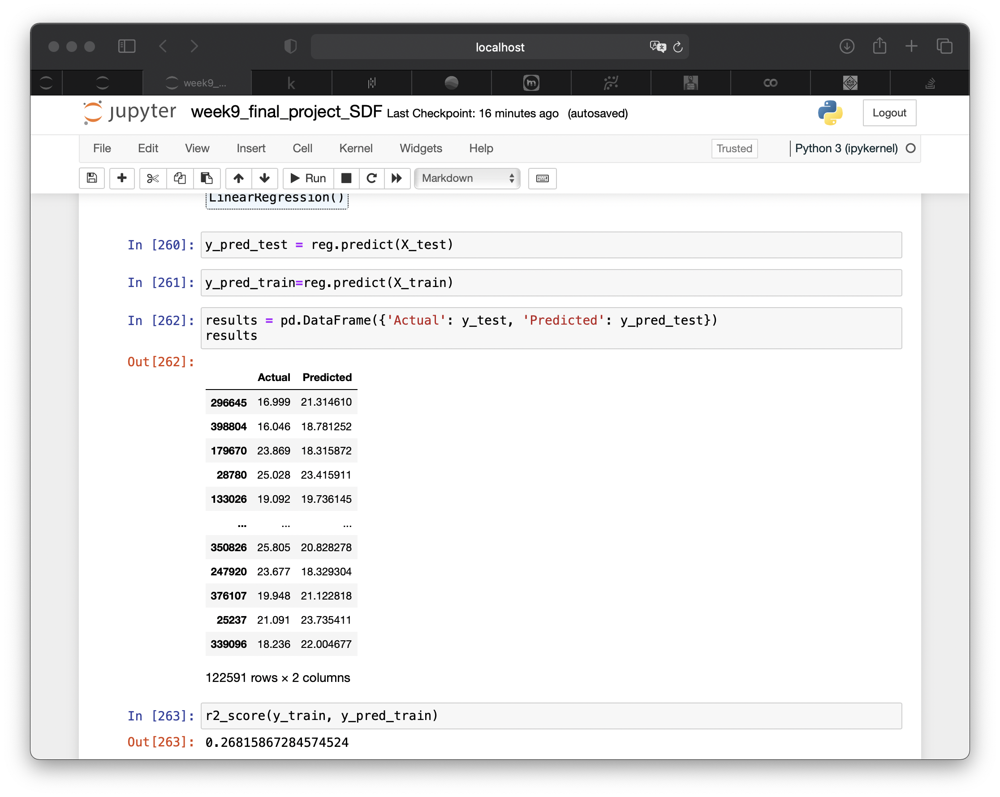 localhost
week9_...
jupyter week9_final_project_SDF Last Checkpoint: 16 minutes ago (autosaved)
Logout
File Edit View Insert Cell Kernel Widgets Help
Trusted
Python 3 (ipykernel)
Run
Markdown
LinearRegression()
In [260]: y_pred_test = reg.predict(X_test)
In [261]: y_pred_train=reg.predict(X_train)
In [262]: results = pd.DataFrame({'Actual': y_test, 'Predicted': y_pred_test})
results
Out[262]:
Actual Predicted
296645 16.999 21.314610
398804 16.046 18.781252
179670 23.869 18.315872
28780 25.028 23.415911
133026 19.092 19.736145
... ... ...
350826 25.805 20.828278
247920 23.677 18.329304
376107 19.948 21.122818
25237 21.091 23.735411
339096 18.236 22.004677
122591 rows × 2 columns
In [263]: r2_score(y_train, y_pred_train)
Out[263]: 0.26815867284574524